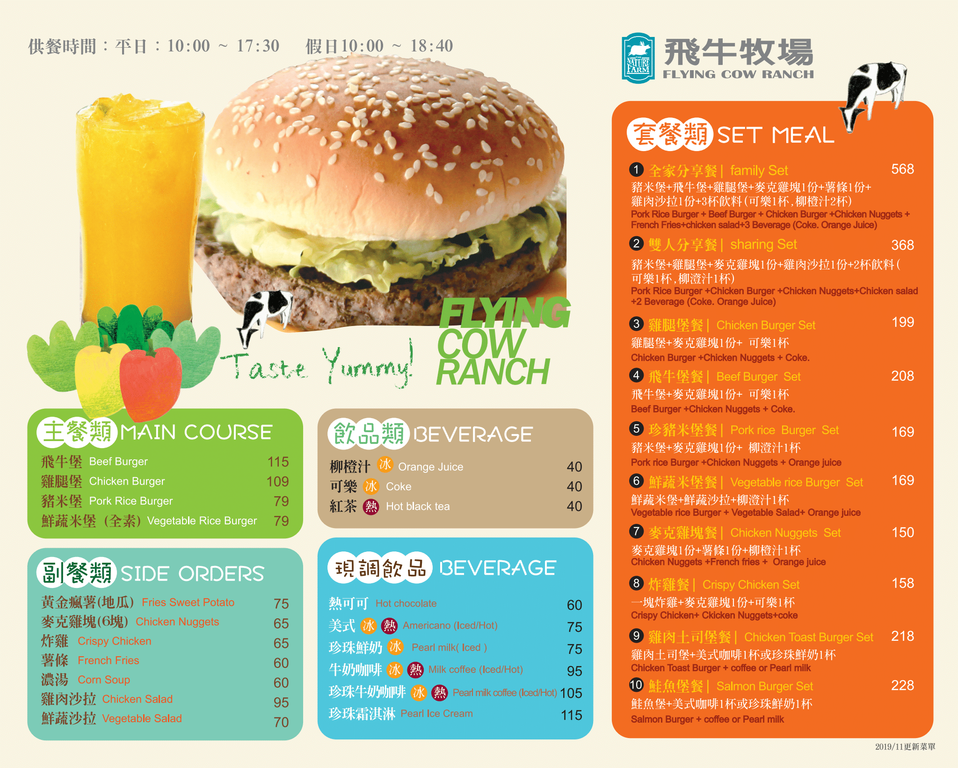 供餐時間：平日：10:00 ~ 17:30 假日10:00 ~ 18:40
NATURE FARM
飛牛牧場
FLYING COW RANCH
Taste Yummy!
FLYING
COW
RANCH
主餐類 MAIN COURSE
飛牛堡 Beef Burger 115
雞腿堡 Chicken Burger 109
豬米堡 Pork Rice Burger 79
鮮蔬米堡 (全素) Vegetable Rice Burger 79
副餐類 SIDE ORDERS
黃金瘋薯(地瓜) Fries Sweet Potato 75
麥克雞塊(6塊) Chicken Nuggets 65
炸雞 Crispy Chicken 65
薯條 French Fries 60
濃湯 Corn Soup 60
雞肉沙拉 Chicken Salad 95
鮮蔬沙拉 Vegetable Salad 70
飲品類 BEVERAGE
柳橙汁 冰 Orange Juice 40
可樂 冰 Coke 40
紅茶 熱 Hot black tea 40
現調飲品 BEVERAGE
熱可可 Hot chocolate 60
美式 冰 熱 Americano (Iced/Hot) 75
珍珠鮮奶 冰 Pearl milk( Iced ) 75
牛奶咖啡 冰 熱 Milk coffee (Iced/Hot) 95
珍珠牛奶咖啡 冰 熱 Pearl milk coffee (Iced/Hot) 105
珍珠霜淇淋 Pearl Ice Cream 115
套餐類 SET MEAL
1 全家分享餐| family Set 568
豬米堡+飛牛堡+雞腿堡+麥克雞塊1份+薯條1份+
雞肉沙拉1份+3杯飲料(可樂1杯,柳橙汁2杯)
Pork Rice Burger + Beef Burger + Chicken Burger +Chicken Nuggets +
French Fries+chicken salad+3 Beverage (Coke. Orange Juice)
2 雙人分享餐| sharing Set 368
豬米堡+雞腿堡+麥克雞塊1份+雞肉沙拉1份+2杯飲料(
可樂1杯,柳澄汁1杯)
Pork Rice Burger +Chicken Burger +Chicken Nuggets+Chicken salad
+2 Beverage (Coke. Orange Juice)
3 雞腿堡餐| Chicken Burger Set 199
雞腿堡+麥克雞塊1份+ 可樂1杯
Chicken Burger +Chicken Nuggets + Coke.
4 飛牛堡餐| Beef Burger Set 208
飛牛堡+麥克雞塊1份+ 可樂1杯
Beef Burger +Chicken Nuggets + Coke.
5 珍豬米堡餐| Pork rice Burger Set 169
豬米堡+麥克雞塊1份+ 柳澄汁1杯
Pork rice Burger +Chicken Nuggets + Orange juice
6 鮮蔬米堡餐| Vegetable rice Burger Set 169
鮮蔬米堡+鮮蔬沙拉+柳澄汁1杯
Vegetable rice Burger + Vegetable Salad+ Orange juice
7 麥克雞塊餐| Chicken Nuggets Set 150
麥克雞塊1份+薯條1份+柳橙汁1杯
Chicken Nuggets +French fries + Orange juice
8 炸雞餐| Crispy Chicken Set 158
一塊炸雞+麥克雞塊1份+可樂1杯
Crispy Chicken+ Ckicken Nuggets+coke
9 雞肉土司堡餐| Chicken Toast Burger Set 218
雞肉土司堡+美式咖啡1杯或珍珠鮮奶1杯
Chicken Toast Burger + coffee or Pearl milk
10 鮭魚堡餐| Salmon Burger Set 228
鮭魚堡+美式咖啡1杯或珍珠鮮奶1杯
Salmon Burger + coffee or Pearl milk
2019/11更新菜單